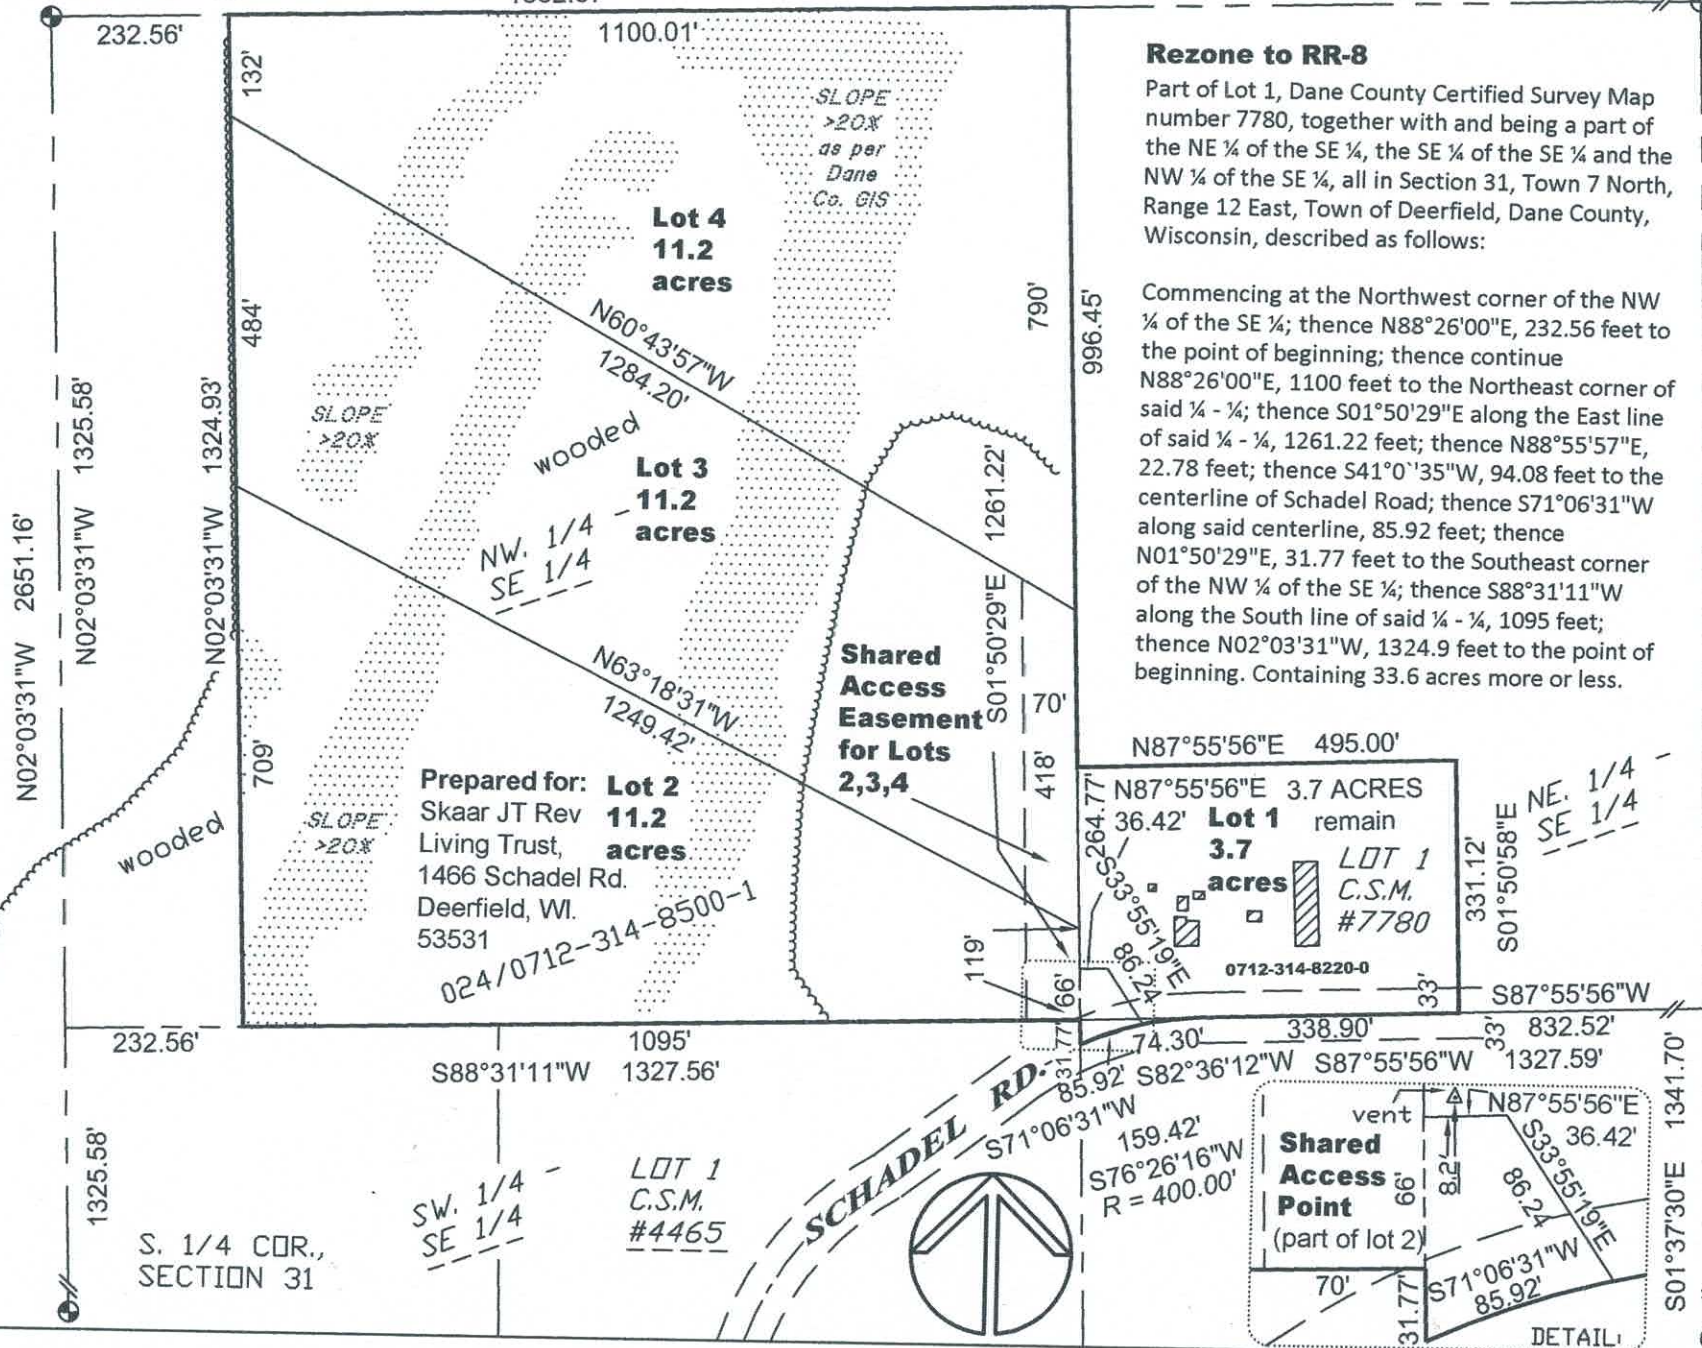 232.56'
1100.01'
132'
SLOPE
>20%
as per
Dane
Co. GIS
Lot 4
11.2
acres
484'
N60°43'57"W
1284.20'
790'
996.45'
SLOPE
>20%
wooded
Lot 3
11.2
acres
NW. 1/4 -
SE 1/4
N02°03'31"W 2651.16'
N02°03'31"W 1325.58'
N02°03'31"W 1324.93'
S01°50'29"E 1261.22'
N63°18'31"W
1249.42'
Shared
Access
Easement
for Lots
2,3,4
70'
418'
709'
wooded
SLOPE
>20%
Prepared for:
Skaar JT Rev
Living Trust,
1466 Schadel Rd.
Deerfield, WI.
53531
Lot 2
11.2
acres
024/0712-314-8500-1
Rezone to RR-8
Part of Lot 1, Dane County Certified Survey Map
number 7780, together with and being a part of
the NE ¼ of the SE ¼, the SE ¼ of the SE ¼ and the
NW ¼ of the SE ¼, all in Section 31, Town 7 North,
Range 12 East, Town of Deerfield, Dane County,
Wisconsin, described as follows:
Commencing at the Northwest corner of the NW
¼ of the SE ¼; thence N88°26'00"E, 232.56 feet to
the point of beginning; thence continue
N88°26'00"E, 1100 feet to the Northeast corner of
said ¼ - ¼; thence S01°50'29"E along the East line
of said ¼ - ¼, 1261.22 feet; thence N88°55'57"E,
22.78 feet; thence S41°0`'35"W, 94.08 feet to the
centerline of Schadel Road; thence S71°06'31"W
along said centerline, 85.92 feet; thence
N01°50'29"E, 31.77 feet to the Southeast corner
of the NW ¼ of the SE ¼; thence S88°31'11"W
along the South line of said ¼ - ¼, 1095 feet;
thence N02°03'31"W, 1324.9 feet to the point of
beginning. Containing 33.6 acres more or less.
N87°55'56"E 495.00'
N87°55'56"E
36.42'
3.7 ACRES
remain
Lot 1
3.7
acres
LOT 1
C.S.M.
#7780
264.77'
S33°55'19"E
86.24'
0712-314-8220-0
331.12'
S01°50'58"E
NE. 1/4 -
SE 1/4
119'
66'
33'
S87°55'56"W
232.56'
1095'
S88°31'11"W 1327.56'
31.77'
74.30'
338.90'
33'
832.52'
85.92'
S82°36'12"W
S87°55'56"W
1327.59'
S71°06'31"W
159.42'
S76°26'16"W
R = 400.00'
SCHADEL RD.
1325.58'
S. 1/4 COR.,
SECTION 31
SW. 1/4 -
SE 1/4
LOT 1
C.S.M.
#4465
S01°37'30"E 1341.70'
vent
N87°55'56"E
36.42'
Shared
Access
Point
(part of lot 2)
66'
8.2'
S33°55'19"E
86.24
70'
31.77'
S71°06'31"W
85.92'
DETAIL: